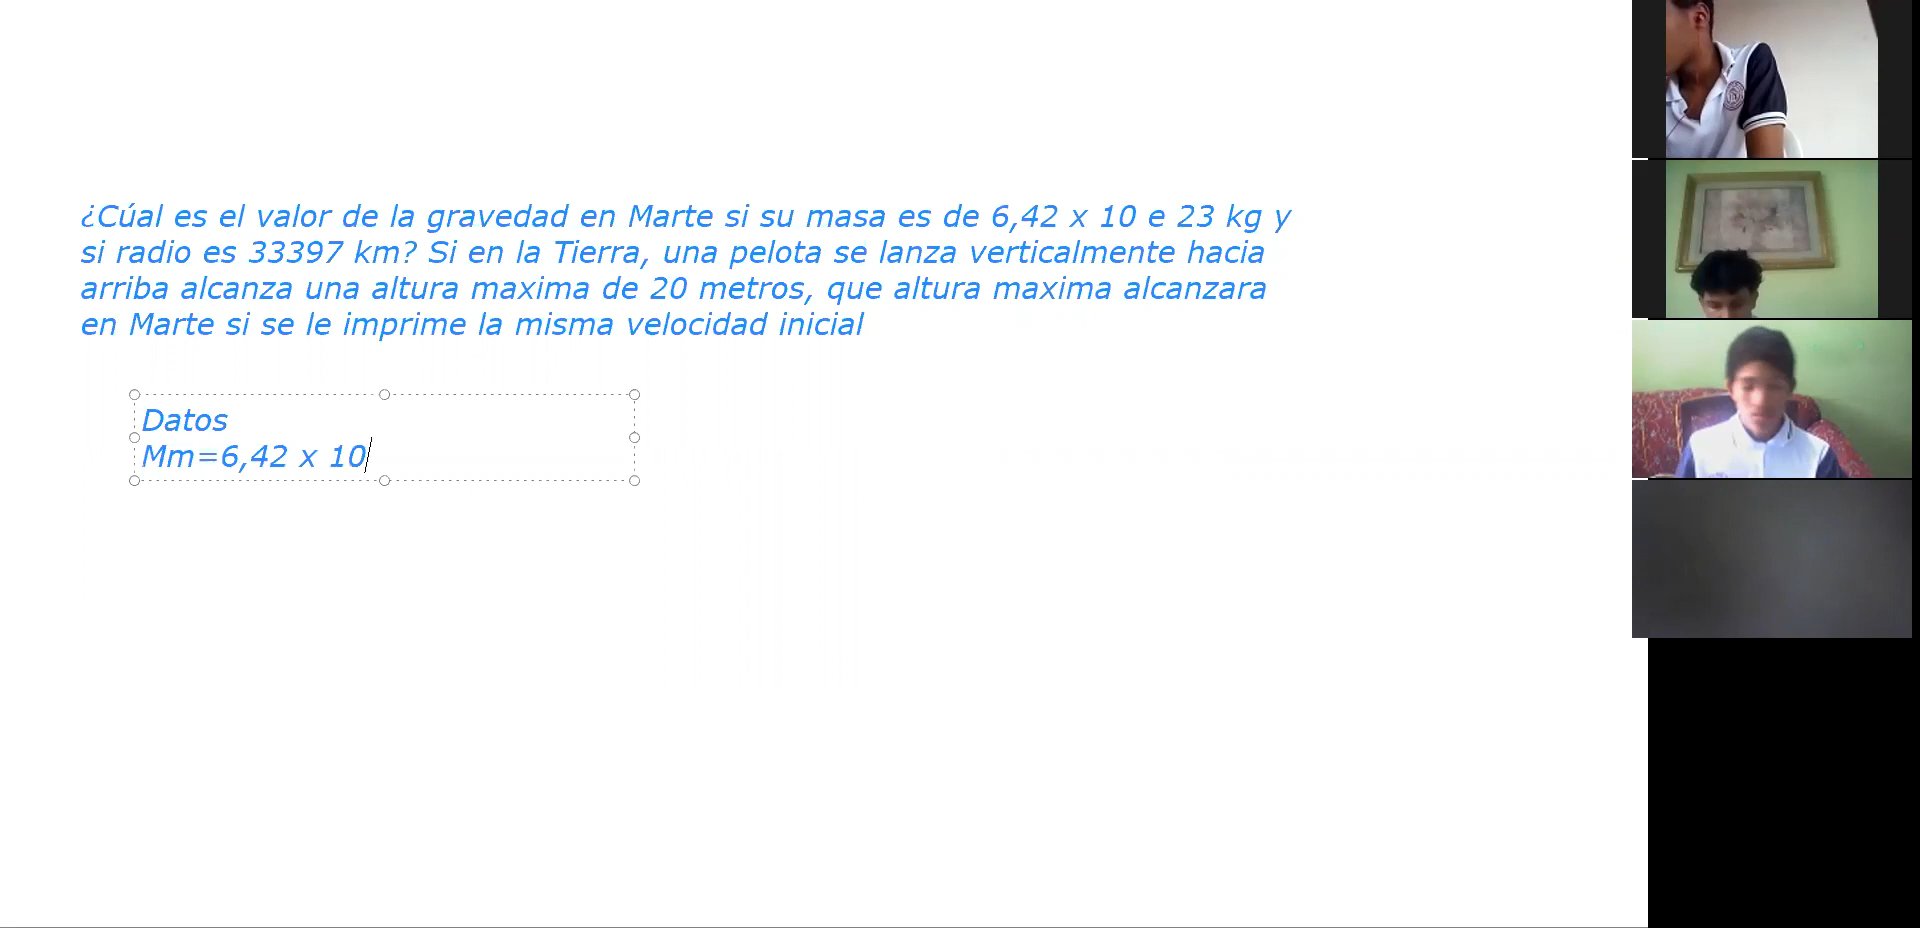 ¿Cúal es el valor de la gravedad en Marte si su masa es de 6,42 x 10 e 23 kg y
si radio es 33397 km? Si en la Tierra, una pelota se lanza verticalmente hacia
arriba alcanza una altura maxima de 20 metros, que altura maxima alcanzara
en Marte si se le imprime la misma velocidad inicial
Datos
Mm=6,42 x 10